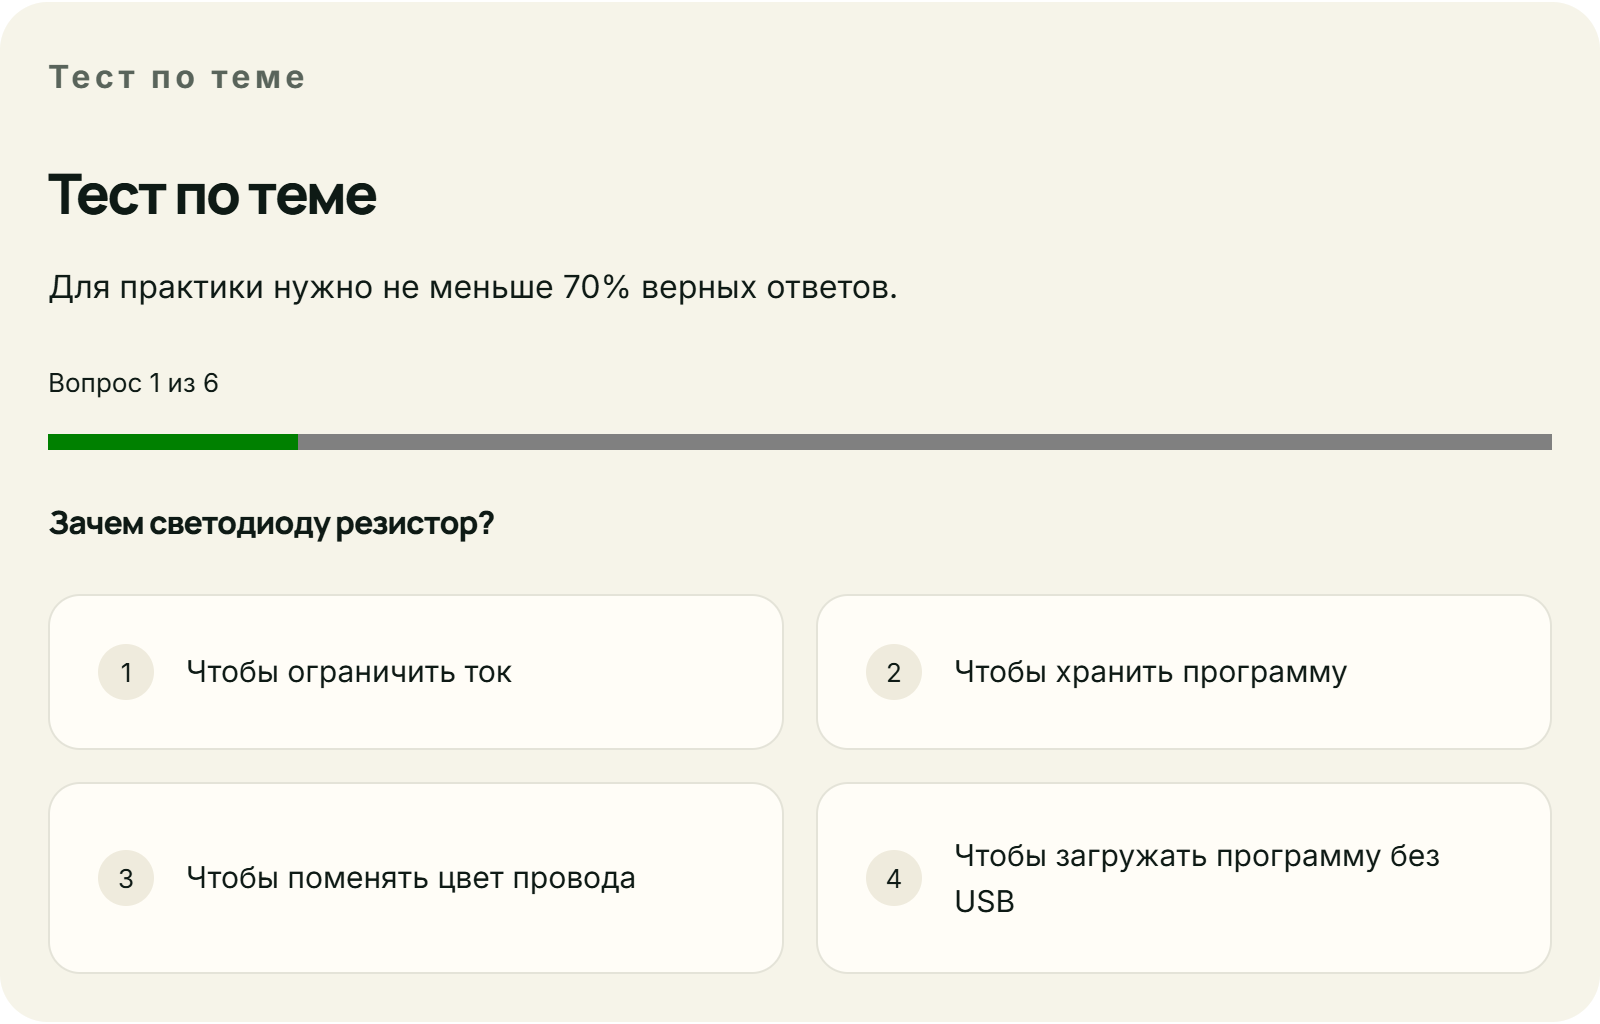 Тест по теме
Тест по теме
Для практики нужно не меньше 70% верных ответов.
Вопрос 1 из 6
Зачем светодиоду резистор?
1 Чтобы ограничить ток
2 Чтобы хранить программу
3 Чтобы поменять цвет провода
4 Чтобы загружать программу без
USB